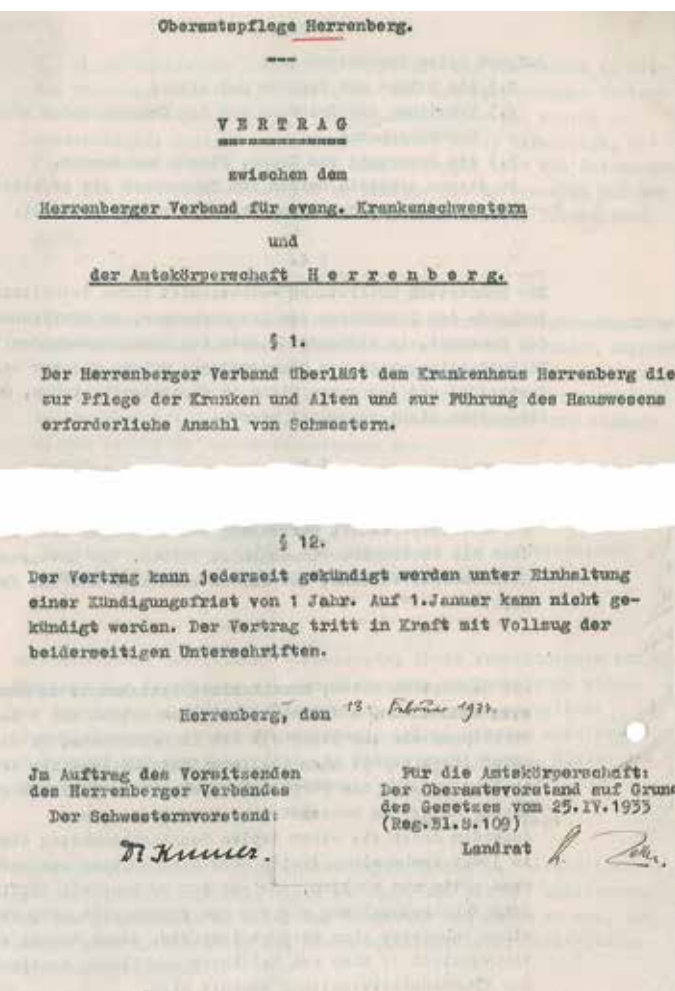 Oberamtspflege Herrenberg.
---
V E R T R A G
zwischen dem
Herrenberger Verband für evang. Krankenschwestern
und
der Amtskörperschaft H e r r e n b e r g.
§ 1.
Der Herrenberger Verband überläßt dem Krankenhaus Herrenberg die
zur Pflege der Kranken und Alten und zur Führung des Hauswesens
erforderliche Anzahl von Schwestern.
§ 12.
Der Vertrag kann jederzeit gekündigt werden unter Einhaltung
einer Kündigungsfrist von 1 Jahr. Auf 1.Januar kann nicht ge-
kündigt werden. Der Vertrag tritt in Kraft mit Vollzug der
beiderseitigen Unterschriften.
Herrenberg, den 13. Februar
Jm Auftrag des Vorsitzenden
des Herrenberger Verbandes
Der Schwesternvorstand:
Für die Amtskörperschaft:
Der Oberamtsvorstand auf Grund
des Gesetzes vom 25.IV.1933
(Reg.Bl.S.109)
Landrat